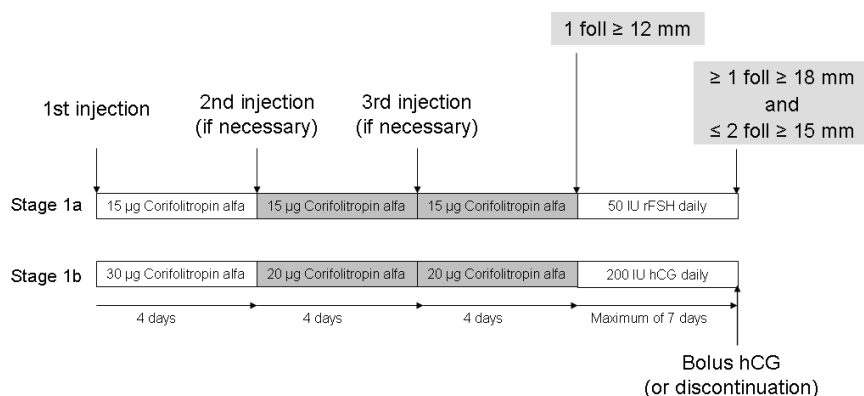 1 foll ≥ 12 mm
≥ 1 foll ≥ 18 mm
and
≤ 2 foll ≥ 15 mm
1st injection
2nd injection
(if necessary)
3rd injection
(if necessary)
Stage 1a
15 µg Corifolitropin alfa
15 µg Corifolitropin alfa
15 µg Corifolitropin alfa
50 IU rFSH daily
Stage 1b
30 µg Corifolitropin alfa
20 µg Corifolitropin alfa
20 µg Corifolitropin alfa
200 IU hCG daily
4 days
4 days
4 days
Maximum of 7 days
Bolus hCG
(or discontinuation)